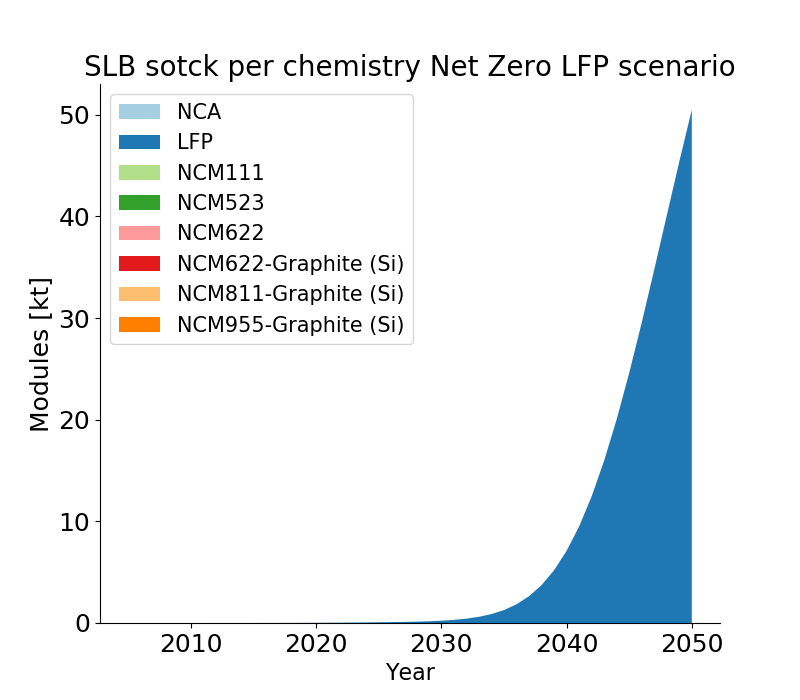 SLB sotck per chemistry Net Zero LFP scenario
NCA
LFP
NCM111
NCM523
NCM622
NCM622-Graphite (Si)
NCM811-Graphite (Si)
NCM955-Graphite (Si)
Modules [kt]
50
40
30
20
10
0
2010
2020
2030
2040
2050
Year